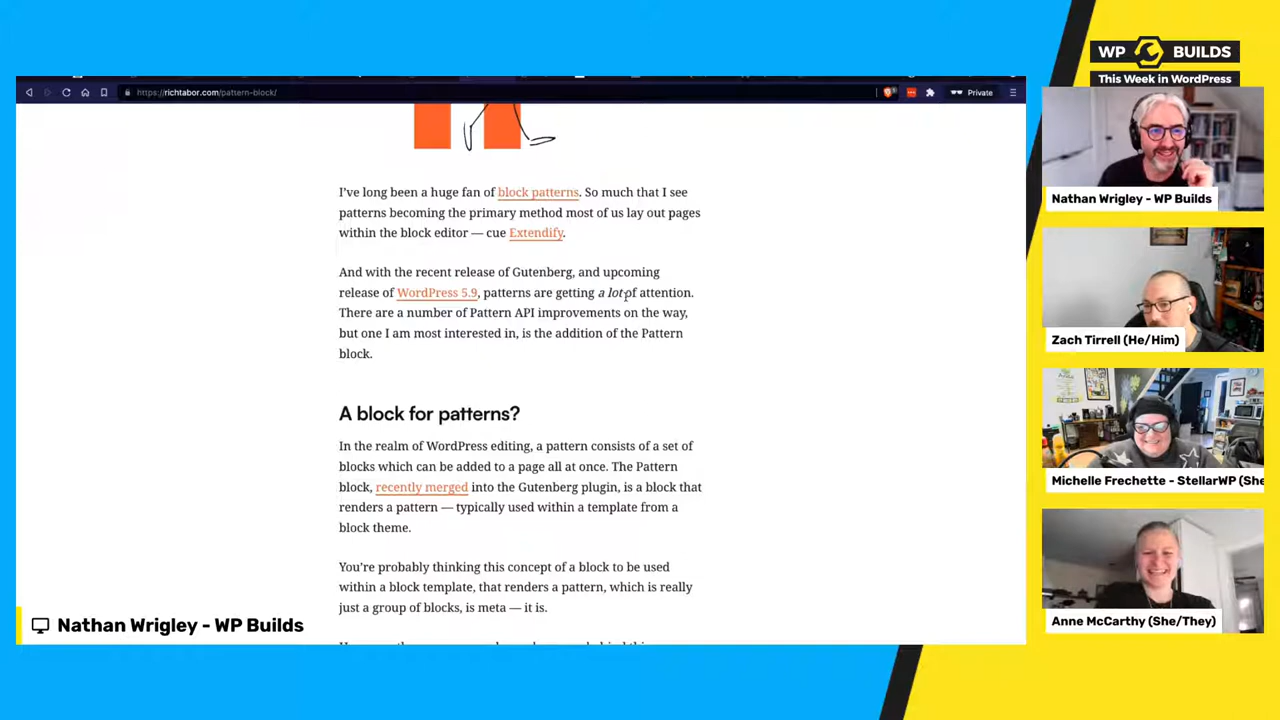 WP BUILDS
This Week in WordPress
https://richtabor.com/pattern-block/
Private
I've long been a huge fan of block patterns. So much that I see
patterns becoming the primary method most of us lay out pages
within the block editor — cue Extendify.
And with the recent release of Gutenberg, and upcoming
release of WordPress 5.9, patterns are getting a lot of attention.
There are a number of Pattern API improvements on the way,
but one I am most interested in, is the addition of the Pattern
block.
A block for patterns?
In the realm of WordPress editing, a pattern consists of a set of
blocks which can be added to a page all at once. The Pattern
block, recently merged into the Gutenberg plugin, is a block that
renders a pattern — typically used within a template from a
block theme.
You're probably thinking this concept of a block to be used
within a block template, that renders a pattern, which is really
just a group of blocks, is meta — it is.
Nathan Wrigley - WP Builds
Nathan Wrigley - WP Builds
Zach Tirrell (He/Him)
Michelle Frechette - StellarWP (She
Anne McCarthy (She/They)